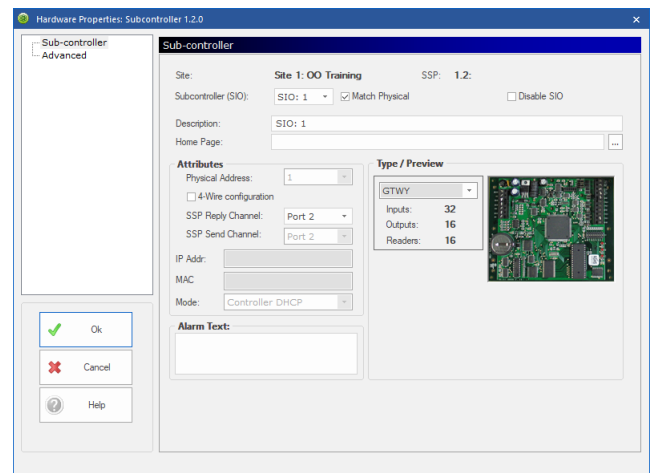 Hardware Properties: Subcontroller 1.2.0
Sub-controller
Advanced
Sub-controller
Site: Site 1: OO Training SSP: 1.2:
Subcontroller (SIO): SIO: 1 Match Physical Disable SIO
Description: SIO: 1
Home Page: ...
Attributes
Physical Address: 1
4-Wire configuration
SSP Reply Channel: Port 2
SSP Send Channel: Port 2
IP Addr:
MAC
Mode: Controller DHCP
Alarm Text:
Type / Preview
GTWY
Inputs: 32
Outputs: 16
Readers: 16
Ok
Cancel
Help